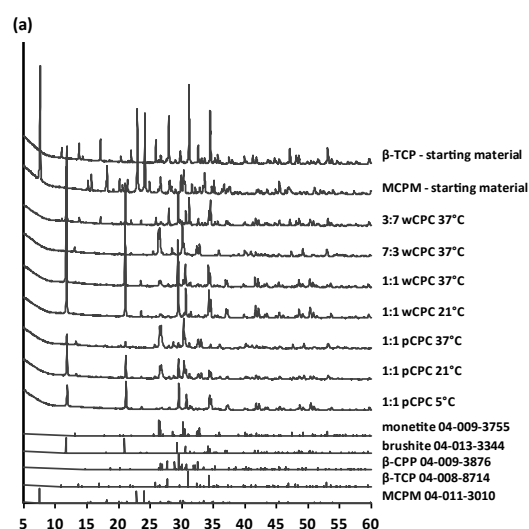 (a)
β-TCP - starting material
MCPM - starting material
3:7 wCPC 37°C
7:3 wCPC 37°C
1:1 wCPC 37°C
1:1 wCPC 21°C
1:1 pCPC 37°C
1:1 pCPC 21°C
1:1 pCPC 5°C
monetite 04-009-3755
brushite 04-013-3344
β-CPP 04-009-3876
β-TCP 04-008-8714
MCPM 04-011-3010
5 10 15 20 25 30 35 40 45 50 55 60